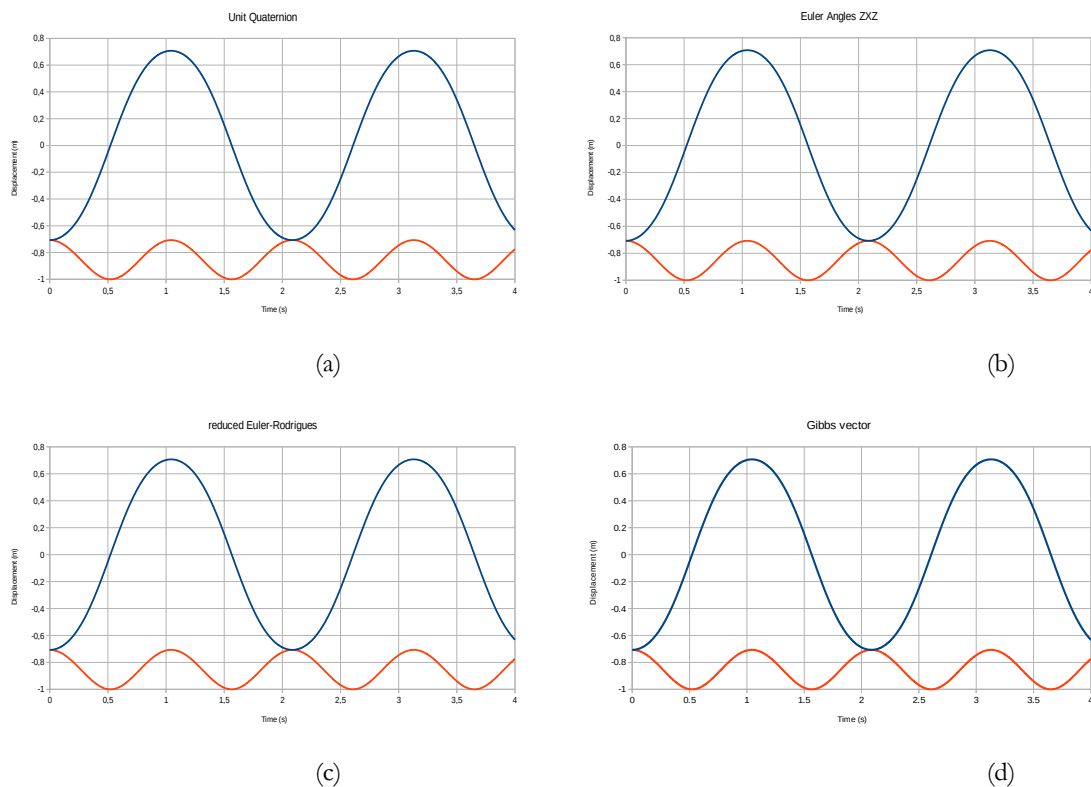 Unit Quaternion
0,8
0,6
0,4
0,2
0
-0,2
-0,4
-0,6
-0,8
-1
Displacement (m)
0 0,5 1 1,5 2 2,5 3 3,5 4
Time (s)
(a)
Euler Angles ZXZ
0,8
0,6
0,4
0,2
0
-0,2
-0,4
-0,6
-0,8
-1
Displacement (m)
0 0,5 1 1,5 2 2,5 3 3,5 4
Time (s)
(b)
reduced Euler-Rodrigues
0,8
0,6
0,4
0,2
0
-0,2
-0,4
-0,6
-0,8
-1
Displacement (m)
0 0,5 1 1,5 2 2,5 3 3,5 4
Time (s)
(c)
Gibbs vector
0.8
0.6
0.4
0.2
0
-0.2
-0.4
-0.6
-0.8
-1
Displacement (m)
0 0.5 1 1.5 2 2.5 3 3.5 4
Time (s)
(d)